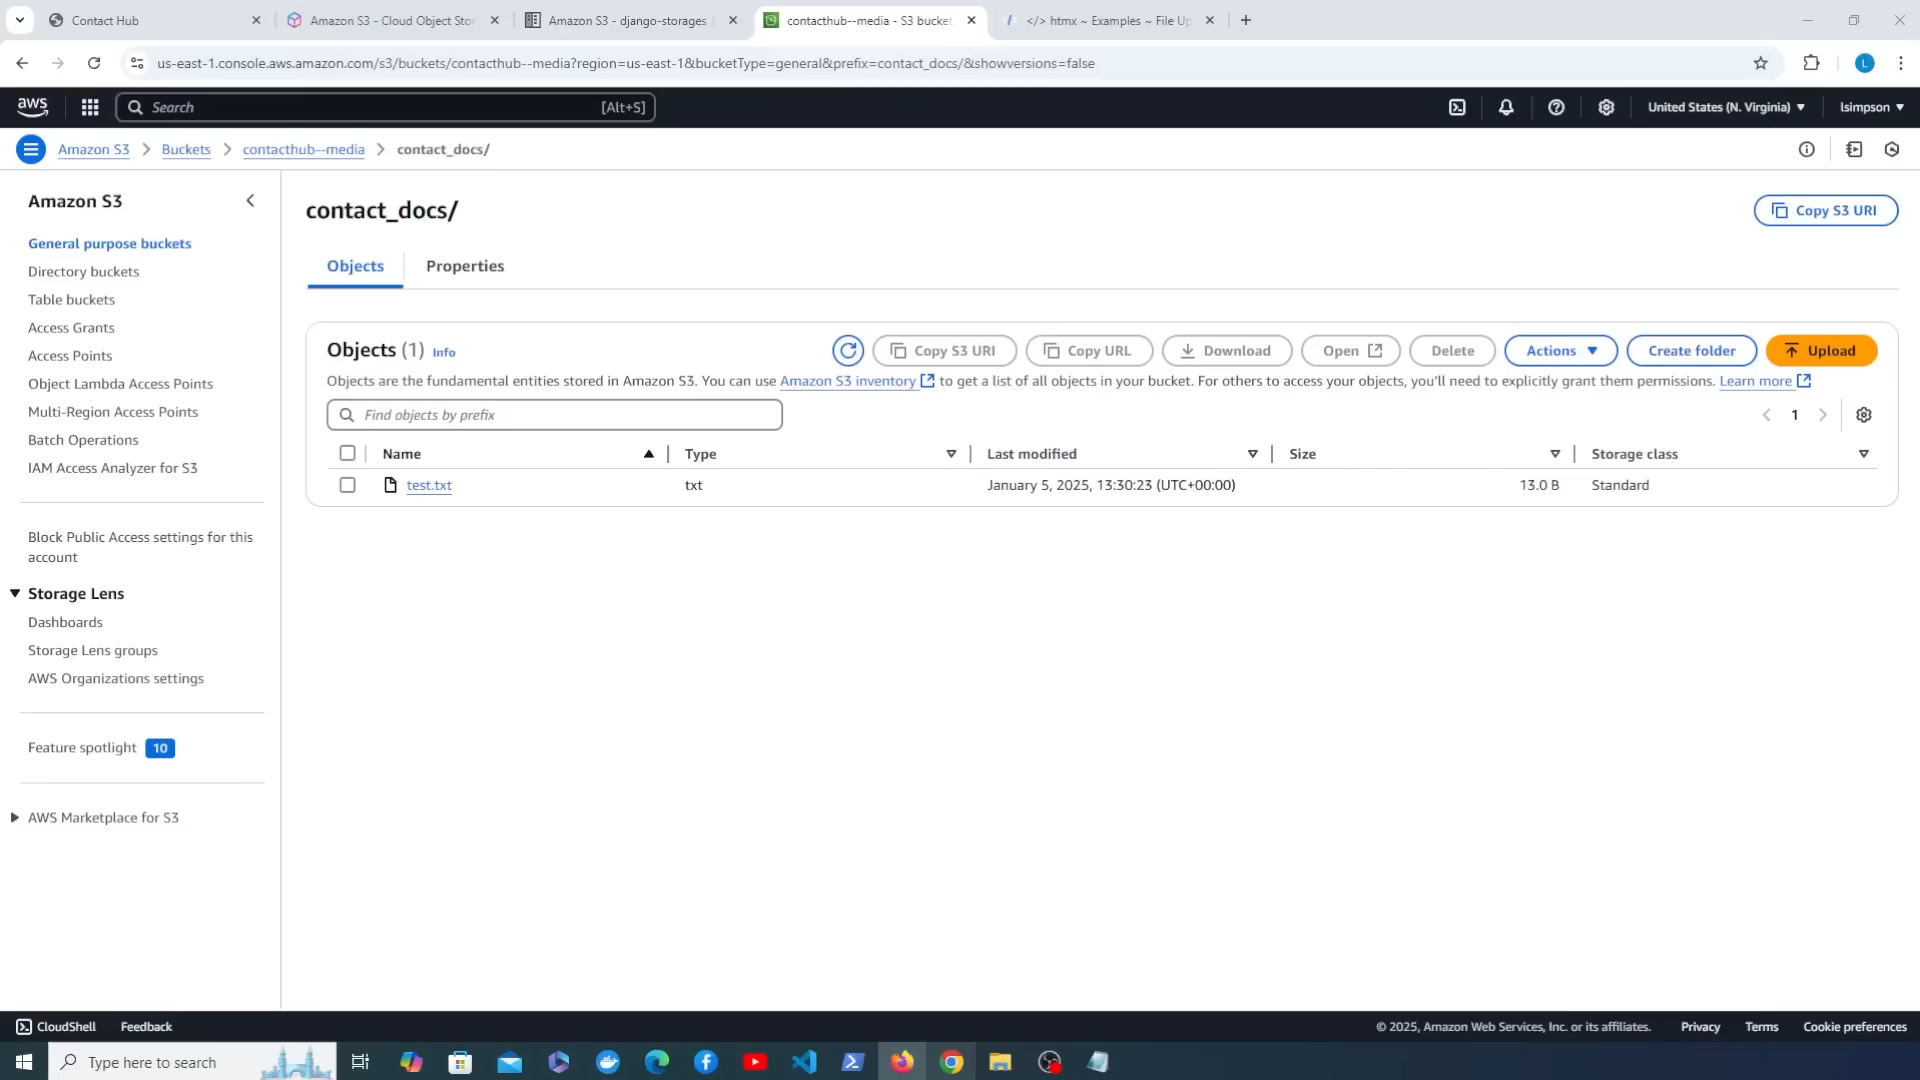 Contact Hub
Amazon S3 - Cloud Object Stor
Amazon S3 - django-storages
contacthub--media - S3 bucket
</> htmx ~ Examples ~ File Up
us-east-1.console.aws.amazon.com/s3/buckets/contacthub--media?region=us-east-1&bucketType=general&prefix=contact_docs/&showversions=false
L
aws
Search
[Alt+S]
United States (N. Virginia)
lsimpson
Amazon S3
Buckets
contacthub--media
contact_docs/
Amazon S3
General purpose buckets
Directory buckets
Table buckets
Access Grants
Access Points
Object Lambda Access Points
Multi-Region Access Points
Batch Operations
IAM Access Analyzer for S3
Block Public Access settings for this
account
Storage Lens
Dashboards
Storage Lens groups
AWS Organizations settings
Feature spotlight 10
AWS Marketplace for S3
contact_docs/
Copy S3 URI
Objects
Properties
Objects (1) Info
Copy S3 URI
Copy URL
Download
Open
Delete
Actions
Create folder
Upload
Objects are the fundamental entities stored in Amazon S3. You can use Amazon S3 inventory to get a list of all objects in your bucket. For others to access your objects, you'll need to explicitly grant them permissions. Learn more
Find objects by prefix
1
Name
Type
Last modified
Size
Storage class
test.txt
txt
January 5, 2025, 13:30:23 (UTC+00:00)
13.0 B
Standard
CloudShell
Feedback
© 2025, Amazon Web Services, Inc. or its affiliates.
Privacy
Terms
Cookie preferences
Type here to search